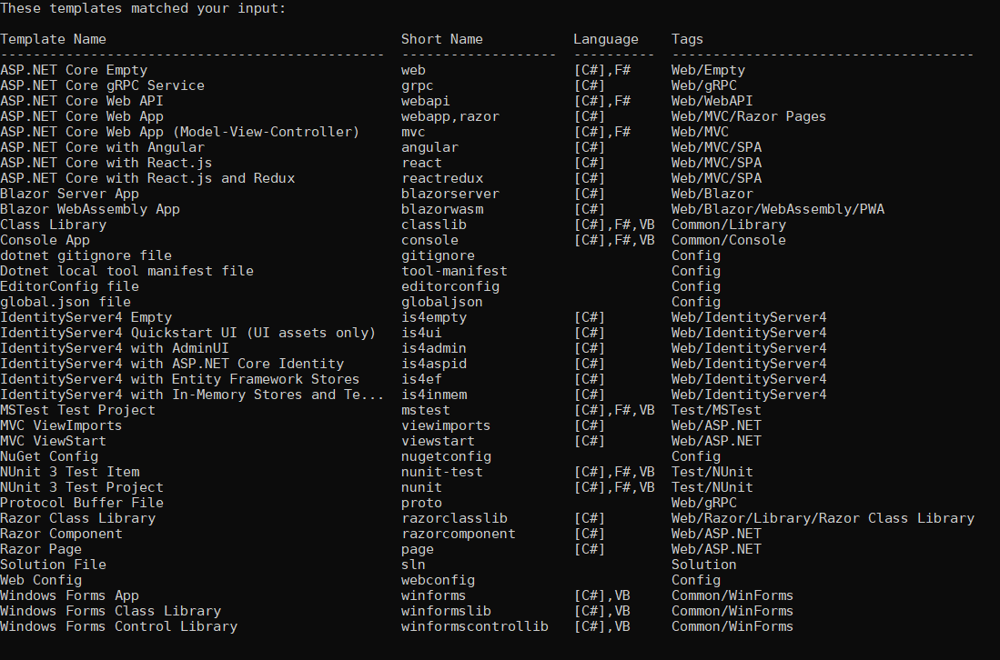 These templates matched your input:
Template Name                                    Short Name           Language    Tags
-----------------------------------------------  -------------------  ----------  -------------------------------------
ASP.NET Core Empty                               web                  [C#],F#     Web/Empty
ASP.NET Core gRPC Service                        grpc                 [C#]        Web/gRPC
ASP.NET Core Web API                             webapi               [C#],F#     Web/WebAPI
ASP.NET Core Web App                             webapp,razor         [C#]        Web/MVC/Razor Pages
ASP.NET Core Web App (Model-View-Controller)     mvc                  [C#],F#     Web/MVC
ASP.NET Core with Angular                        angular              [C#]        Web/MVC/SPA
ASP.NET Core with React.js                       react                [C#]        Web/MVC/SPA
ASP.NET Core with React.js and Redux             reactredux           [C#]        Web/MVC/SPA
Blazor Server App                                blazorserver         [C#]        Web/Blazor
Blazor WebAssembly App                           blazorwasm           [C#]        Web/Blazor/WebAssembly/PWA
Class Library                                    classlib             [C#],F#,VB  Common/Library
Console App                                      console              [C#],F#,VB  Common/Console
dotnet gitignore file                            gitignore                        Config
Dotnet local tool manifest file                  tool-manifest                    Config
EditorConfig file                                editorconfig                     Config
global.json file                                 globaljson                       Config
IdentityServer4 Empty                            is4empty             [C#]        Web/IdentityServer4
IdentityServer4 Quickstart UI (UI assets only)   is4ui                [C#]        Web/IdentityServer4
IdentityServer4 with AdminUI                     is4admin             [C#]        Web/IdentityServer4
IdentityServer4 with ASP.NET Core Identity       is4aspid             [C#]        Web/IdentityServer4
IdentityServer4 with Entity Framework Stores     is4ef                [C#]        Web/IdentityServer4
IdentityServer4 with In-Memory Stores and Te...  is4inmem             [C#]        Web/IdentityServer4
MSTest Test Project                              mstest               [C#],F#,VB  Test/MSTest
MVC ViewImports                                  viewimports          [C#]        Web/ASP.NET
MVC ViewStart                                    viewstart            [C#]        Web/ASP.NET
NuGet Config                                     nugetconfig                      Config
NUnit 3 Test Item                                nunit-test           [C#],F#,VB  Test/NUnit
NUnit 3 Test Project                             nunit                [C#],F#,VB  Test/NUnit
Protocol Buffer File                             proto                            Web/gRPC
Razor Class Library                              razorclasslib        [C#]        Web/Razor/Library/Razor Class Library
Razor Component                                  razorcomponent       [C#]        Web/ASP.NET
Razor Page                                       page                 [C#]        Web/ASP.NET
Solution File                                    sln                              Solution
Web Config                                       webconfig                        Config
Windows Forms App                                winforms             [C#],VB     Common/WinForms
Windows Forms Class Library                      winformslib          [C#],VB     Common/WinForms
Windows Forms Control Library                    winformscontrollib   [C#],VB     Common/WinForms